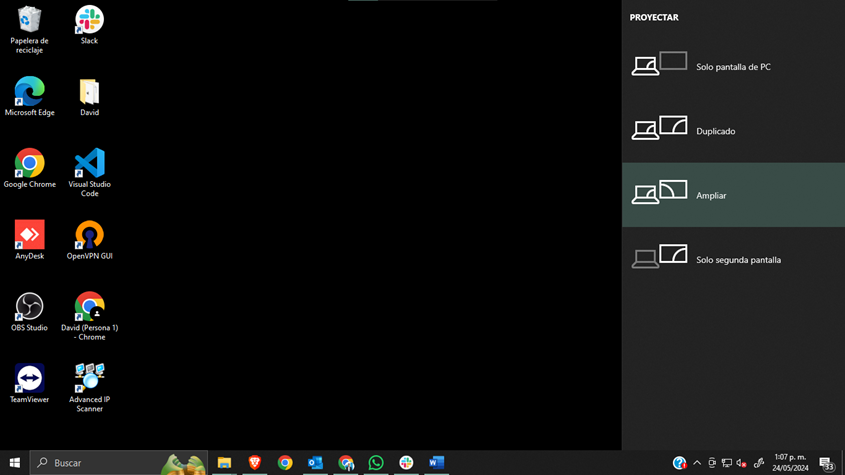 Papelera de
reciclaje
Slack
Microsoft Edge
David
Google Chrome
Visual Studio
Code
AnyDesk
OpenVPN GUI
OBS Studio
David (Persona 1)
- Chrome
TeamViewer
Advanced IP
Scanner
PROYECTAR
Solo pantalla de PC
Duplicado
Ampliar
Solo segunda pantalla
Buscar
1:07 p. m.
24/05/2024
33